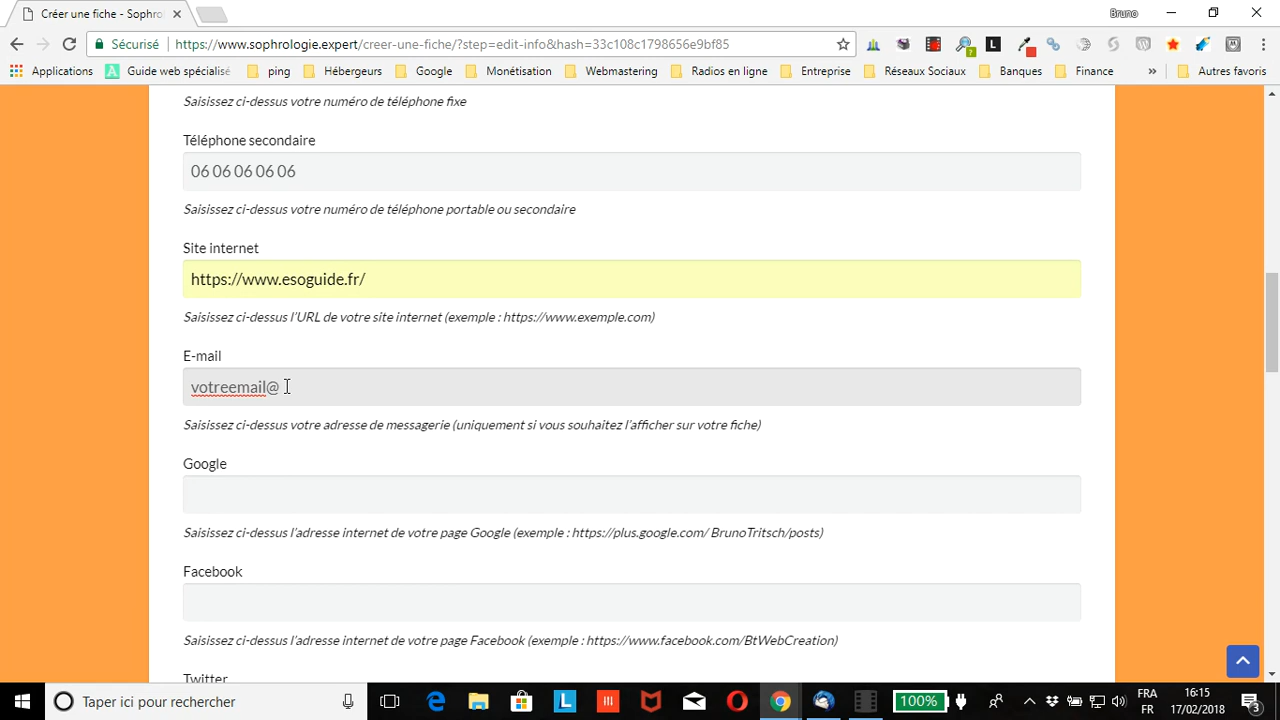 Créer une fiche - Sophrol
Bruno
Sécurisé
https://www.sophrologie.expert/creer-une-fiche/?step=edit-info&hash=33c108c1798656e9bf85
Applications
Guide web spécialisé
ping
Hébergeurs
Google
Monétisation
Webmastering
Radios en ligne
Entreprise
Réseaux Sociaux
Banques
Finance
»
Autres favoris
Saisissez ci-dessus votre numéro de téléphone fixe
Téléphone secondaire
06 06 06 06 06
Saisissez ci-dessus votre numéro de téléphone portable ou secondaire
Site internet
https://www.esoguide.fr/
Saisissez ci-dessus l'URL de votre site internet (exemple : https://www.exemple.com)
E-mail
votreemail@
Saisissez ci-dessus votre adresse de messagerie (uniquement si vous souhaitez l'afficher sur votre fiche)
Google
Saisissez ci-dessus l'adresse internet de votre page Google (exemple : https://plus.google.com/ BrunoTritsch/posts)
Facebook
Saisissez ci-dessus l'adresse internet de votre page Facebook (exemple : https://www.facebook.com/BtWebCreation)
Twitter
Taper ici pour rechercher
100%
FRA
FR
16:15
17/02/2018
3